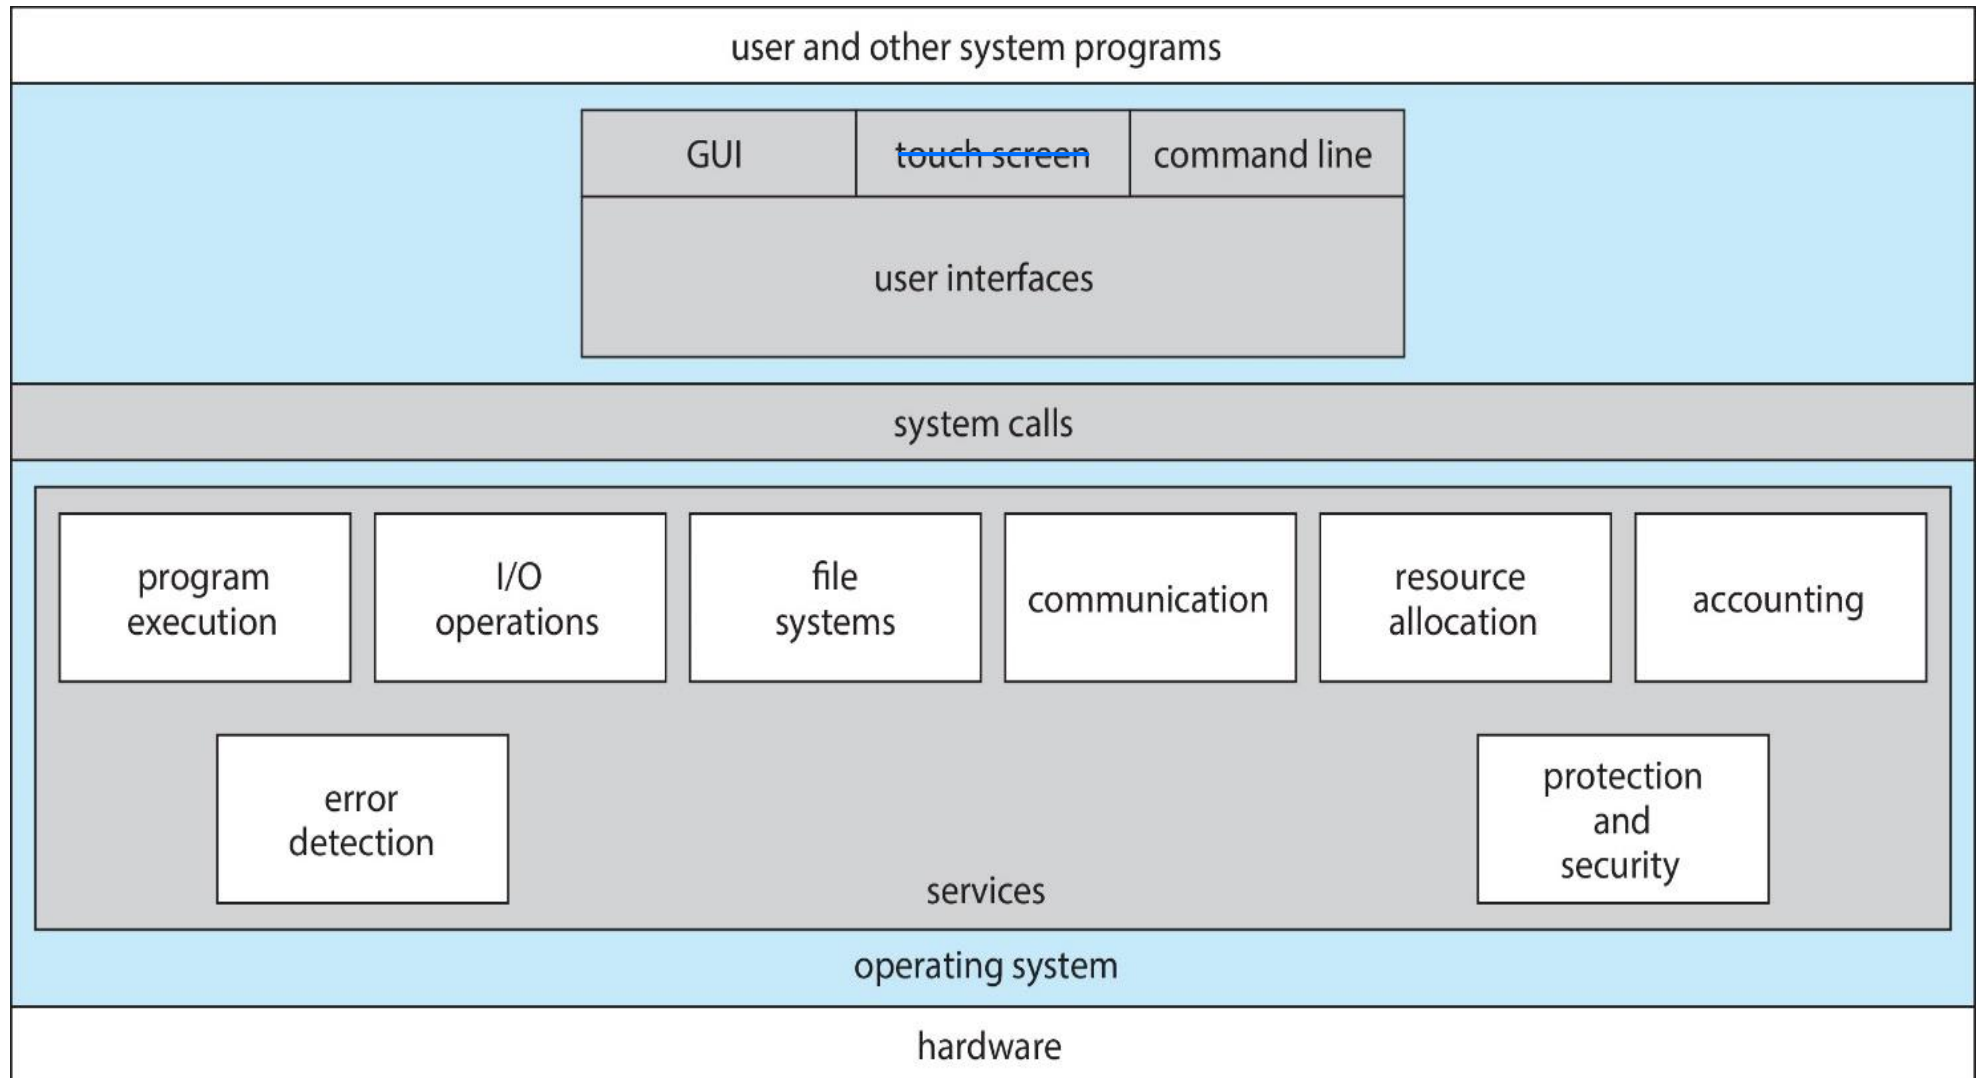 user and other system programs
GUI
touch screen
command line
user interfaces
system calls
program
execution
I/O
operations
file
systems
communication
resource
allocation
accounting
error
detection
protection
and
security
services
operating system
hardware